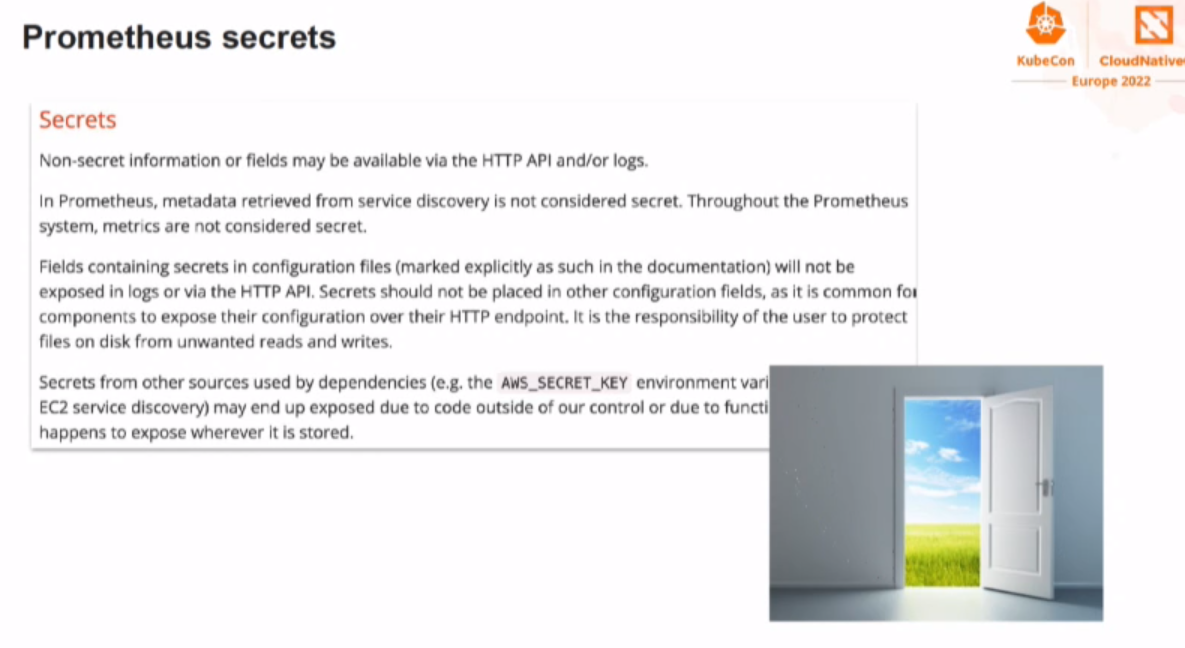 Prometheus secrets
KubeCon
CloudNative
Europe 2022
Secrets
Non-secret information or fields may be available via the HTTP API and/or logs.
In Prometheus, metadata retrieved from service discovery is not considered secret. Throughout the Prometheus
system, metrics are not considered secret.
Fields containing secrets in configuration files (marked explicitly as such in the documentation) will not be
exposed in logs or via the HTTP API. Secrets should not be placed in other configuration fields, as it is common for
components to expose their configuration over their HTTP endpoint. It is the responsibility of the user to protect
files on disk from unwanted reads and writes.
Secrets from other sources used by dependencies (e.g. the AWS_SECRET_KEY environment vari
EC2 service discovery) may end up exposed due to code outside of our control or due to functi
happens to expose wherever it is stored.